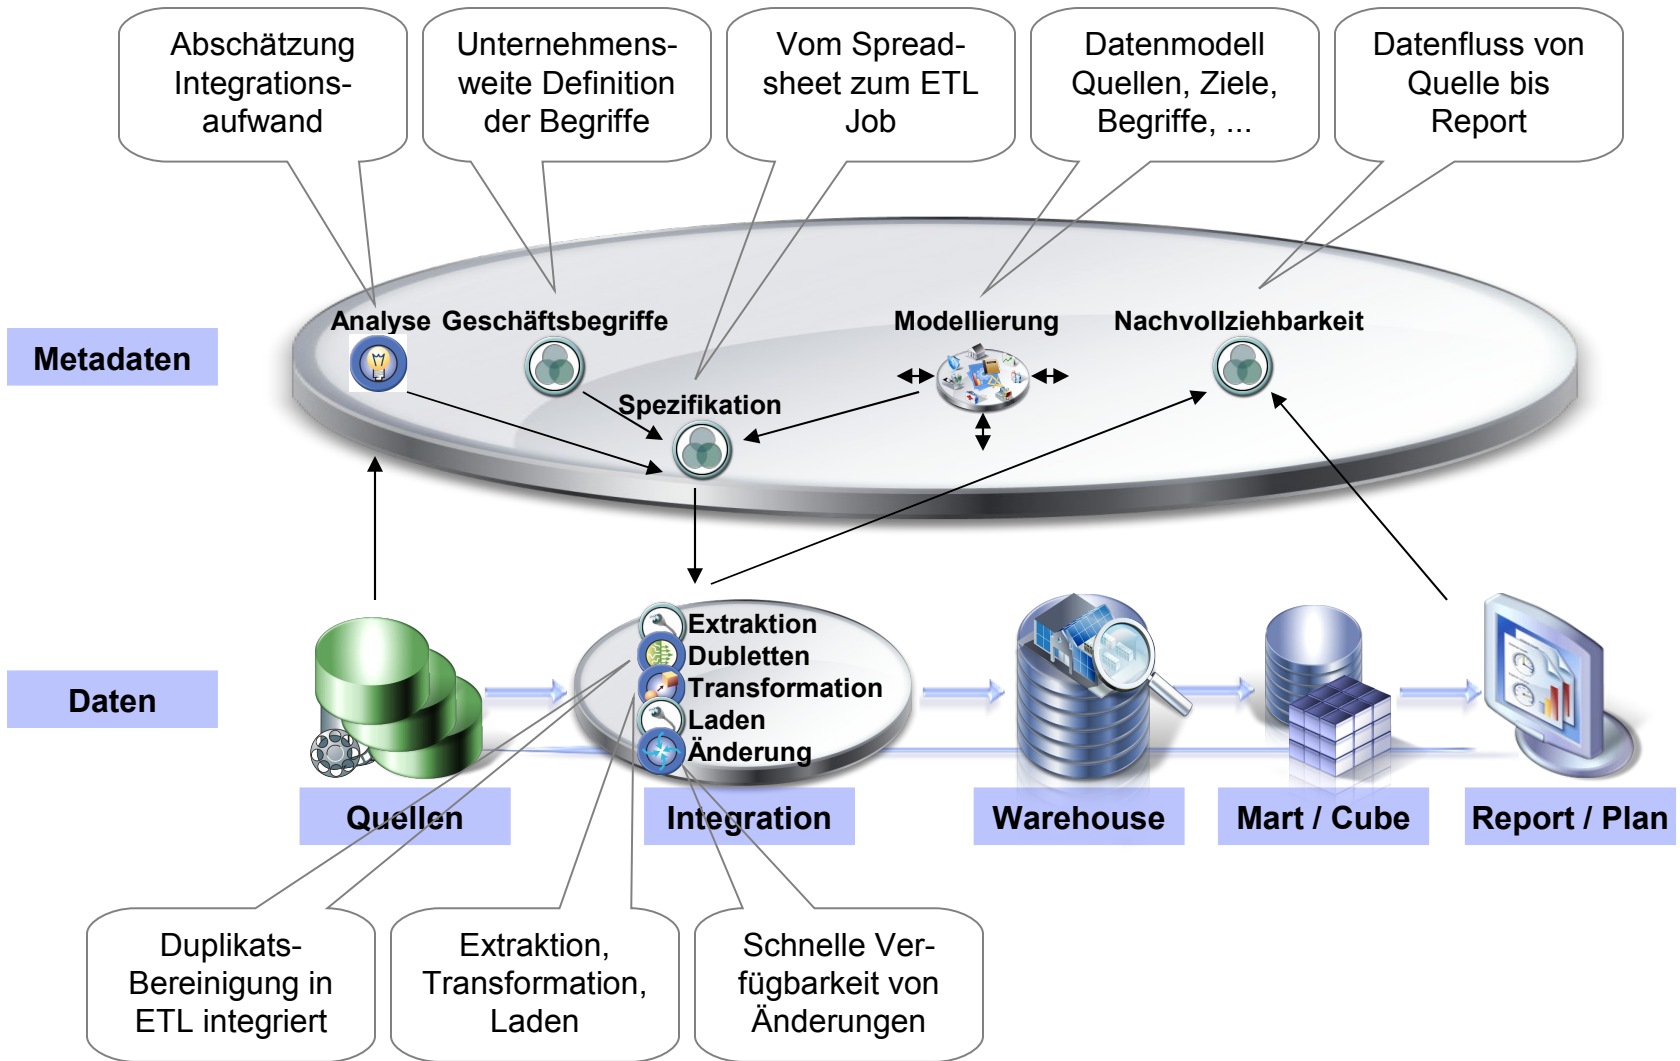 Abschätzung
Integrations-
aufwand
Unternehmens-
weite Definition
der Begriffe
Vom Spread-
sheet zum ETL
Job
Datenmodell
Quellen, Ziele,
Begriffe, ...
Datenfluss von
Quelle bis
Report
Metadaten
Analyse
Geschäftsbegriffe
Spezifikation
Modellierung
Nachvollziehbarkeit
Daten
Extraktion
Dubletten
Transformation
Laden
Änderung
Quellen
Integration
Warehouse
Mart / Cube
Report / Plan
Duplikats-
Bereinigung in
ETL integriert
Extraktion,
Transformation,
Laden
Schnelle Ver-
fügbarkeit von
Änderungen